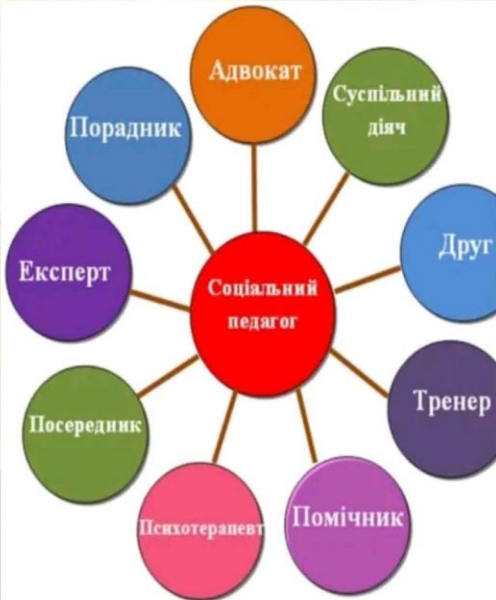 Адвокат
Суспільний
діяч
Порадник
Друг
Експерт
Соціальний
педагог
Тренер
Посередник
Помічник
Психотерапевт